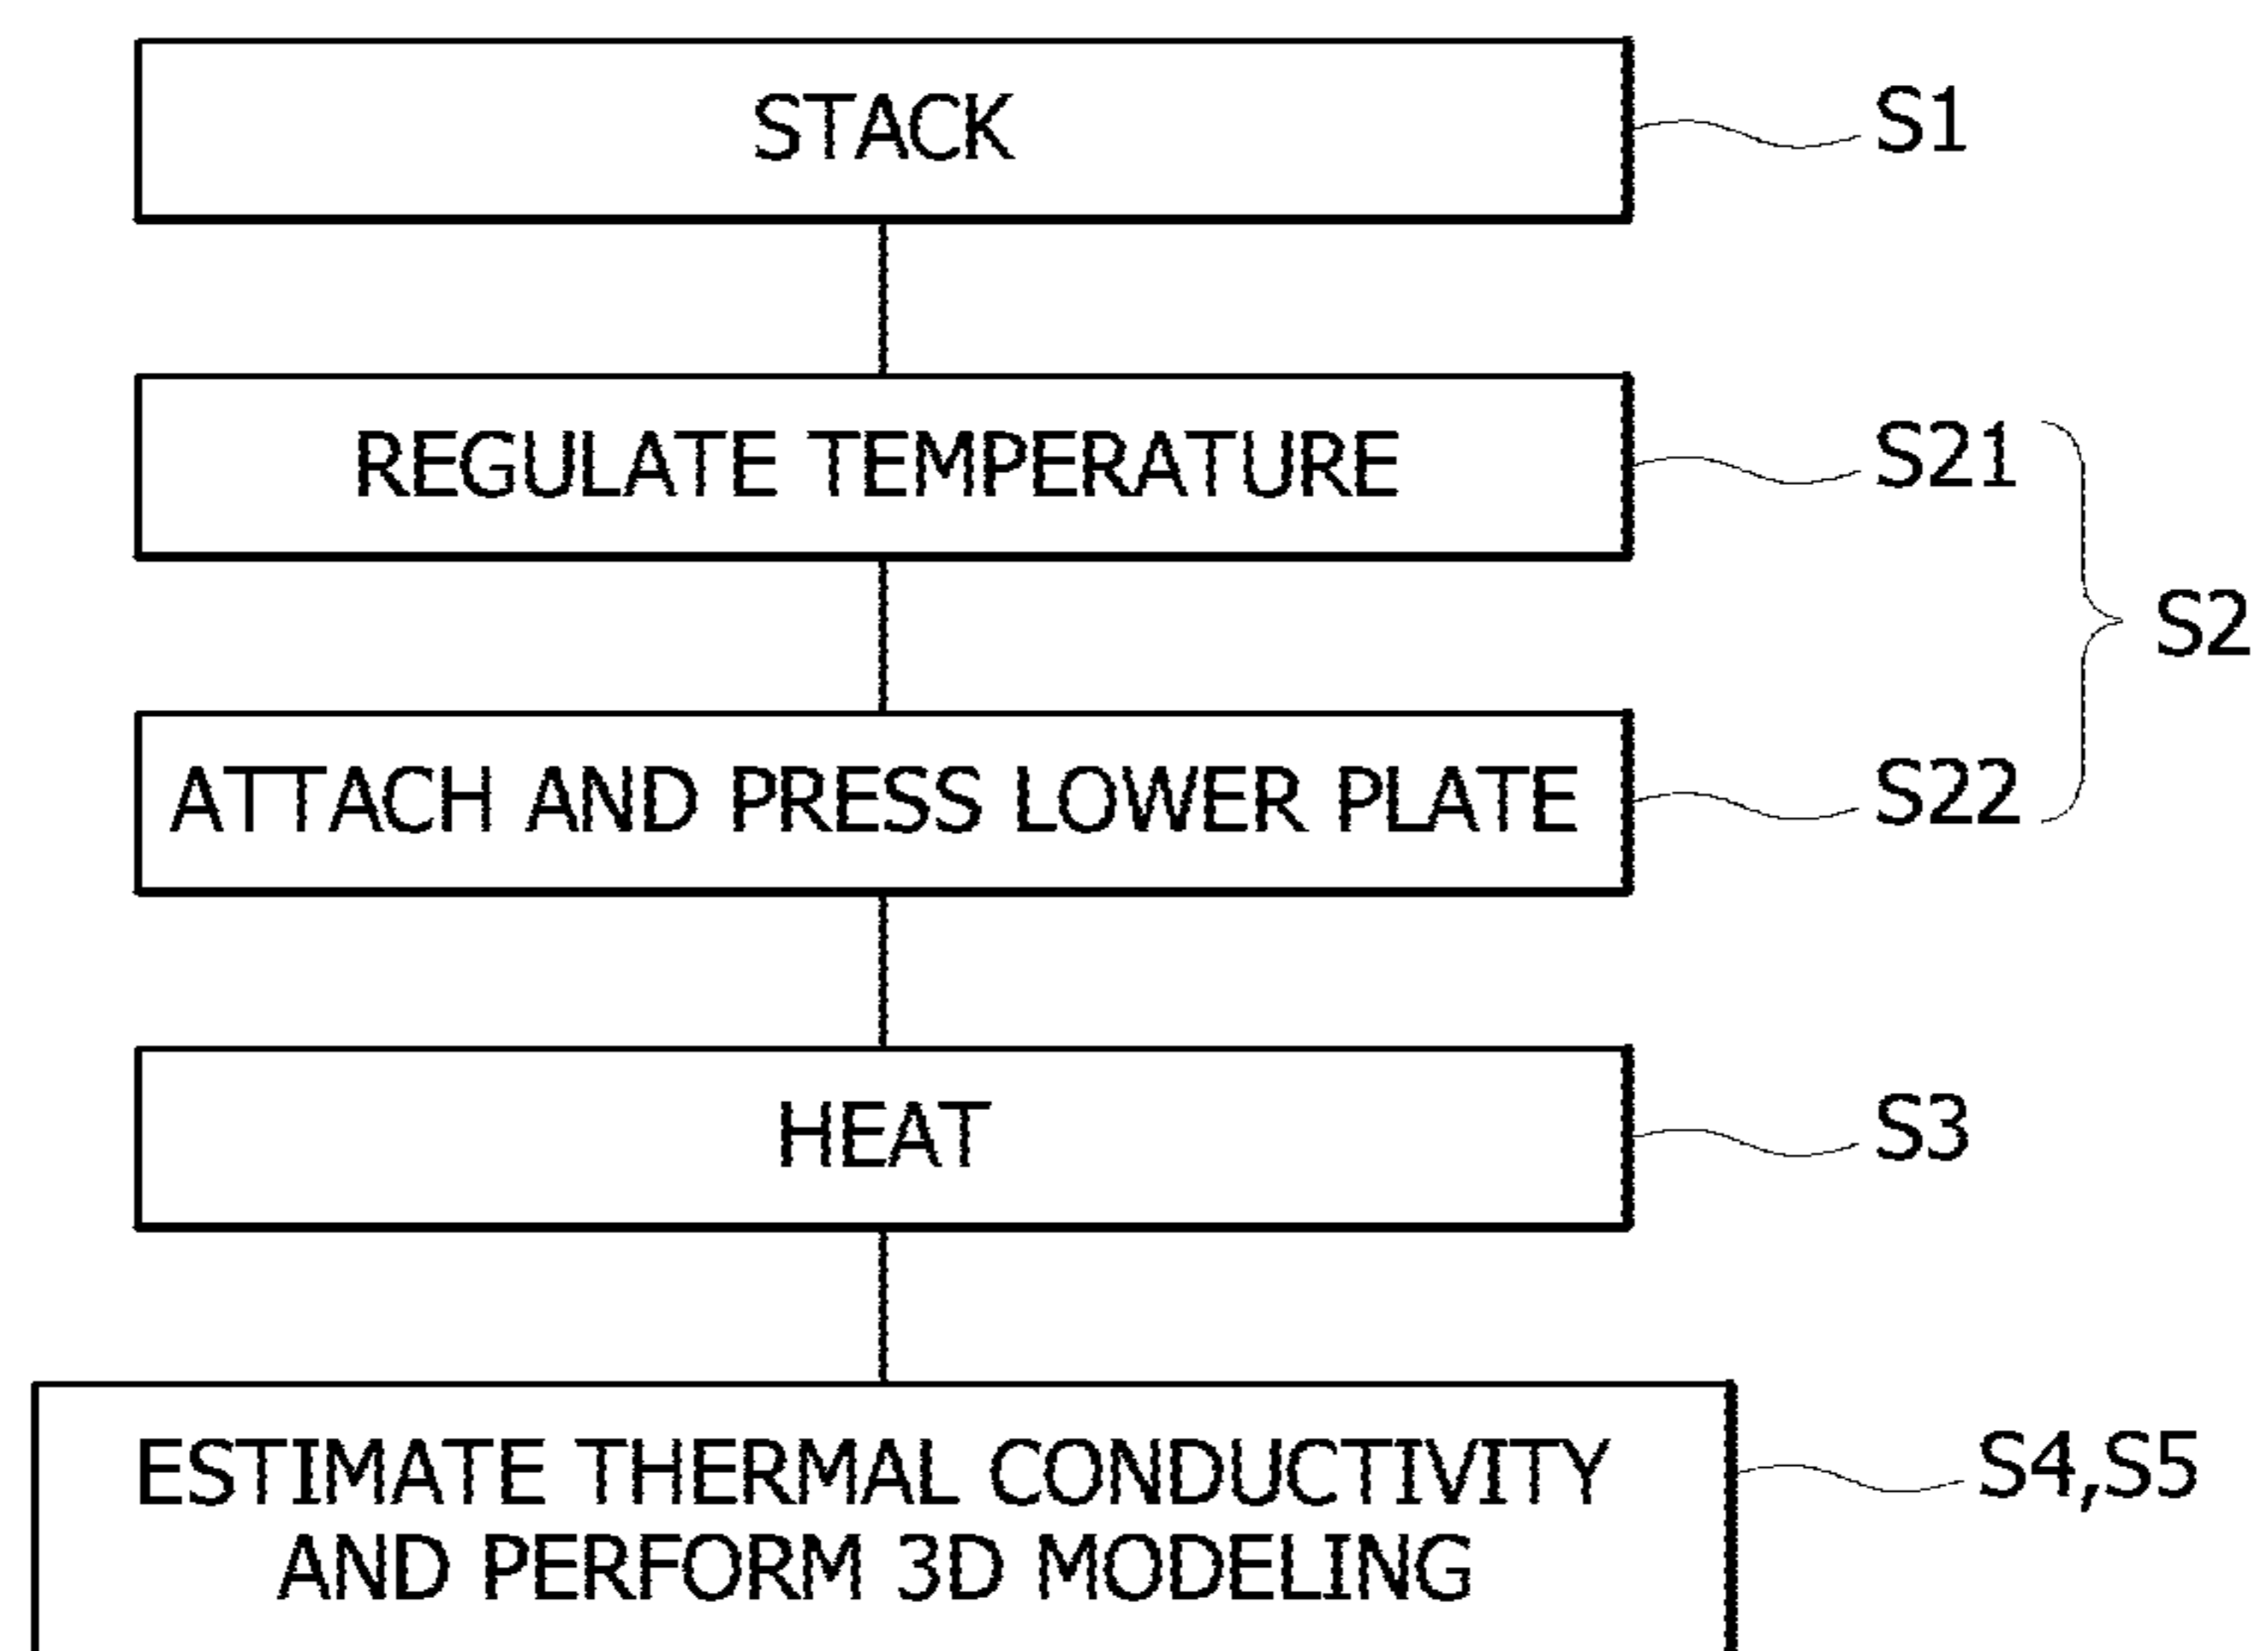 STACK
S1
REGULATE TEMPERATURE
S21
S2
ATTACH AND PRESS LOWER PLATE
S22
HEAT
S3
ESTIMATE THERMAL CONDUCTIVITY
AND PERFORM 3D MODELING
S4,S5